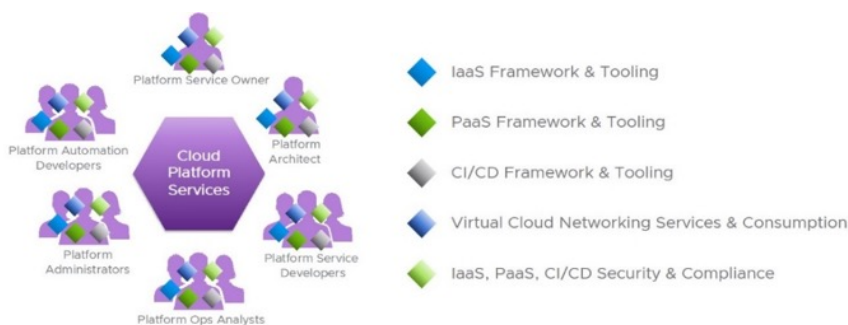 Platform Service Owner
Platform Automation
Developers
Platform
Architect
Cloud
Platform
Services
Platform
Administrators
Platform Service
Developers
Platform Ops Analysts
IaaS Framework & Tooling
PaaS Framework & Tooling
CI/CD Framework & Tooling
Virtual Cloud Networking Services & Consumption
IaaS, PaaS, CI/CD Security & Compliance